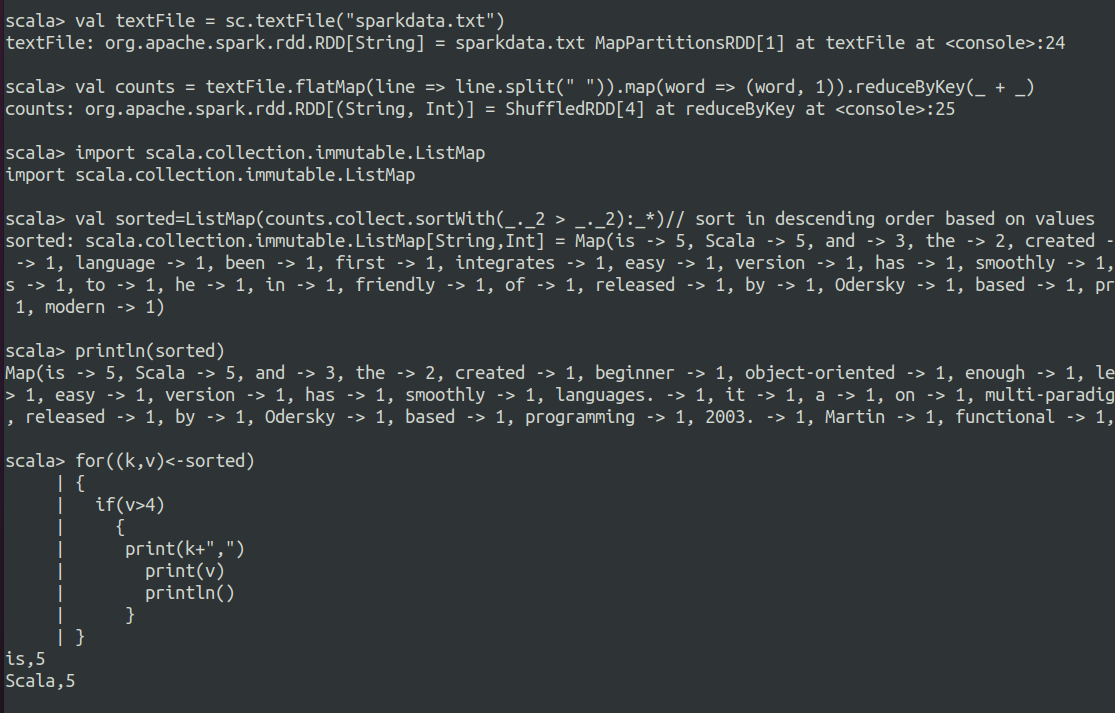 scala> val textFile = sc.textFile("sparkdata.txt")
textFile: org.apache.spark.rdd.RDD[String] = sparkdata.txt MapPartitionsRDD[1] at textFile at <console>:24
scala> val counts = textFile.flatMap(line => line.split(" ")).map(word => (word, 1)).reduceByKey(_ + _)
counts: org.apache.spark.rdd.RDD[(String, Int)] = ShuffledRDD[4] at reduceByKey at <console>:25
scala> import scala.collection.immutable.ListMap
import scala.collection.immutable.ListMap
scala> val sorted=ListMap(counts.collect.sortWith(_._2 > _._2):_*)// sort in descending order based on values
sorted: scala.collection.immutable.ListMap[String,Int] = Map(is -> 5, Scala -> 5, and -> 3, the -> 2, created -
 -> 1, language -> 1, been -> 1, first -> 1, integrates -> 1, easy -> 1, version -> 1, has -> 1, smoothly -> 1,
s -> 1, to -> 1, he -> 1, in -> 1, friendly -> 1, of -> 1, released -> 1, by -> 1, Odersky -> 1, based -> 1, pr
 1, modern -> 1)
scala> println(sorted)
Map(is -> 5, Scala -> 5, and -> 3, the -> 2, created -> 1, beginner -> 1, object-oriented -> 1, enough -> 1, le
> 1, easy -> 1, version -> 1, has -> 1, smoothly -> 1, languages. -> 1, it -> 1, a -> 1, on -> 1, multi-paradig
, released -> 1, by -> 1, Odersky -> 1, based -> 1, programming -> 1, 2003. -> 1, Martin -> 1, functional -> 1,
scala> for((k,v)<-sorted)
     | {
     |   if(v>4)
     |     {
     |      print(k+",")
     |        print(v)
     |        println()
     |      }
     | }
is,5
Scala,5